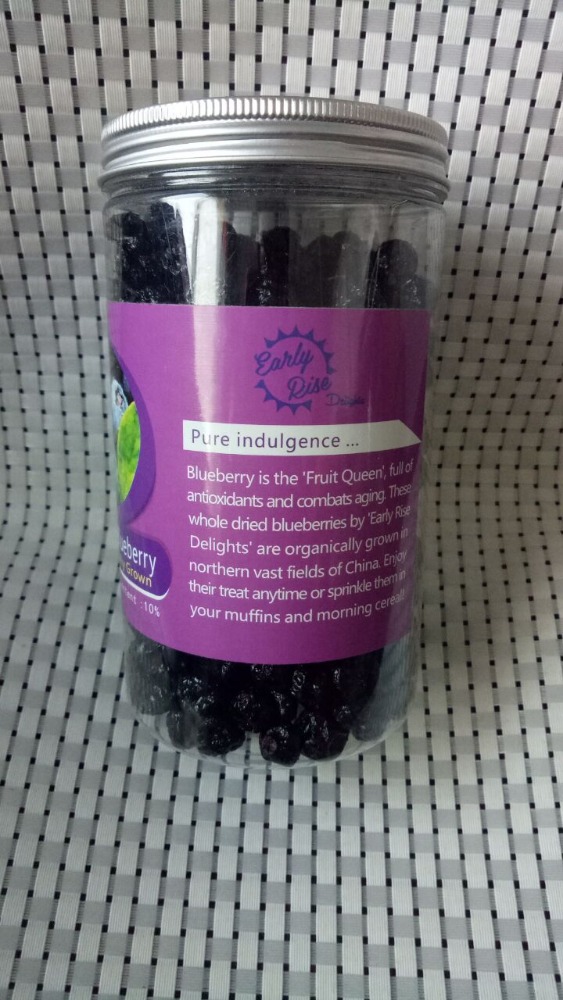 Early
Rise
Delights
Pure indulgence ...
Blueberry is the 'Fruit Queen', full of
antioxidants and combats aging. These
whole dried blueberries by 'Early Rise
Delights' are organically grown in
northern vast fields of China. Enjoy
their treat anytime or sprinkle them in
your muffins and morning cereal!
eberry
Grown
:10%